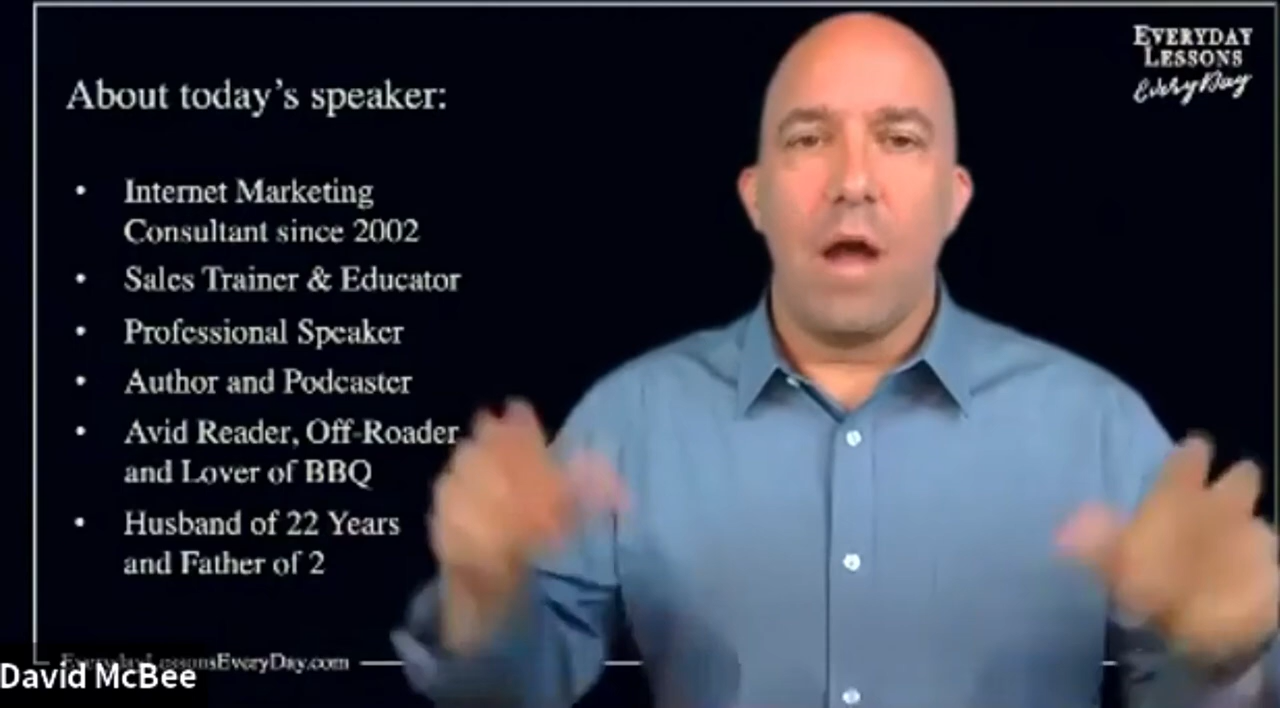 About today's speaker:
• Internet Marketing
Consultant since 2002
• Sales Trainer & Educator
• Professional Speaker
• Author and Podcaster
• Avid Reader, Off-Roader
and Lover of BBQ
• Husband of 22 Years
and Father of 2
EVERYDAY
LESSONS
EveryDay
EverydayLessonsEveryDay.com
David McBee